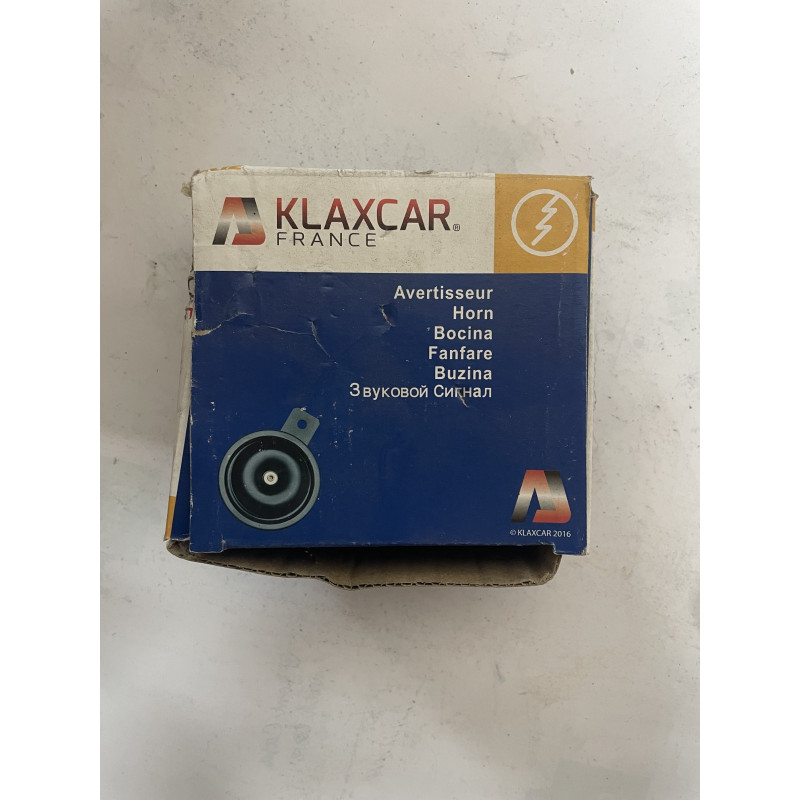 KLAXCAR®
FRANCE
Avertisseur
Horn
Bocina
Fanfare
Buzina
Звуковой Сигнал
© KLAXCAR 2016